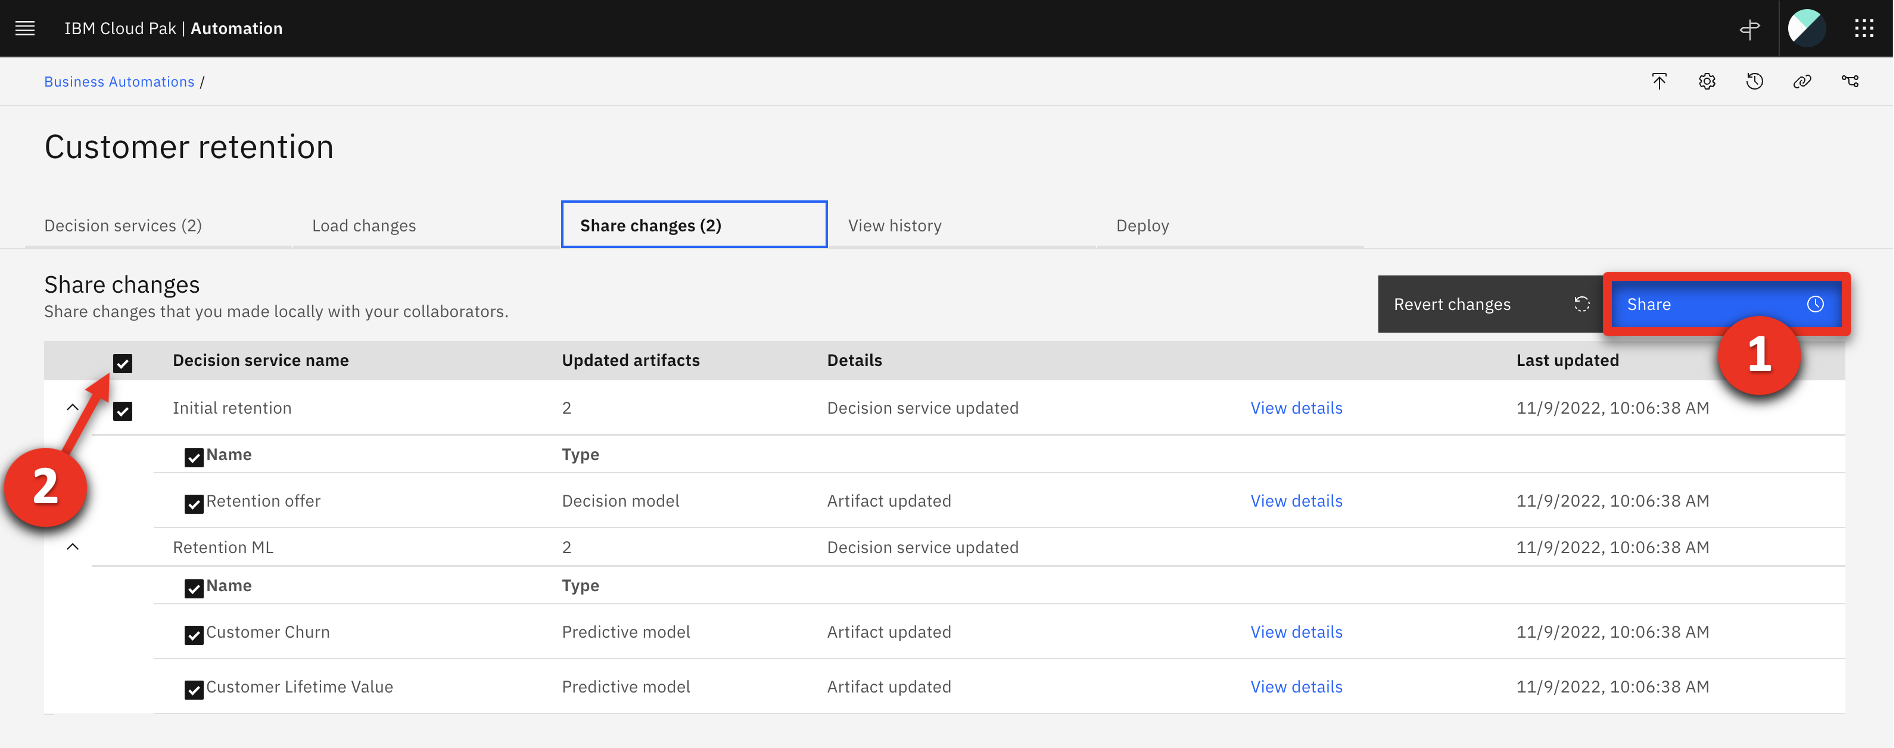 IBM Cloud Pak | Automation
Business Automations /
Customer retention
Decision services (2) Load changes Share changes (2) View history Deploy
Share changes
Share changes that you made locally with your collaborators.
Revert changes Share
1
Decision service name Updated artifacts Details Last updated
Initial retention 2 Decision service updated View details 11/9/2022, 10:06:38 AM
2
Name Type
Retention offer Decision model Artifact updated View details 11/9/2022, 10:06:38 AM
Retention ML 2 Decision service updated 11/9/2022, 10:06:38 AM
Name Type
Customer Churn Predictive model Artifact updated View details 11/9/2022, 10:06:38 AM
Customer Lifetime Value Predictive model Artifact updated View details 11/9/2022, 10:06:38 AM